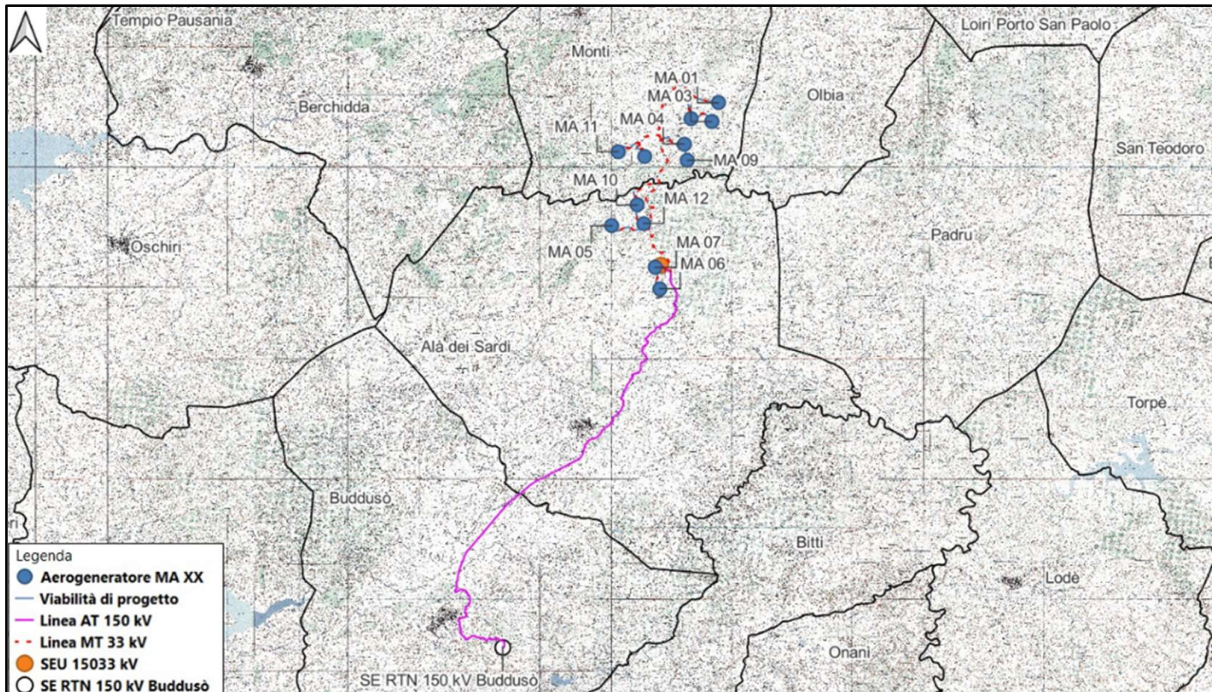 Tempio Pausania
Loiri Porto San Paolo
Monti
MA 01
MA 03
Olbia
Berchidda
MA 04
MA 11
MA 09
San Teodoro
MA 10
MA 12
Oschiri
MA 05
MA 07
MA 06
Padru
Alà dei Sardi
Torpè
Buddusò
Bitti
Lodè
Onanì
SE RTN 150 kV Buddusò
Legenda
Aerogeneratore MA XX
Viabilità di progetto
Linea AT 150 kV
Linea MT 33 kV
SEU 15033 kV
SE RTN 150 kV Buddusò